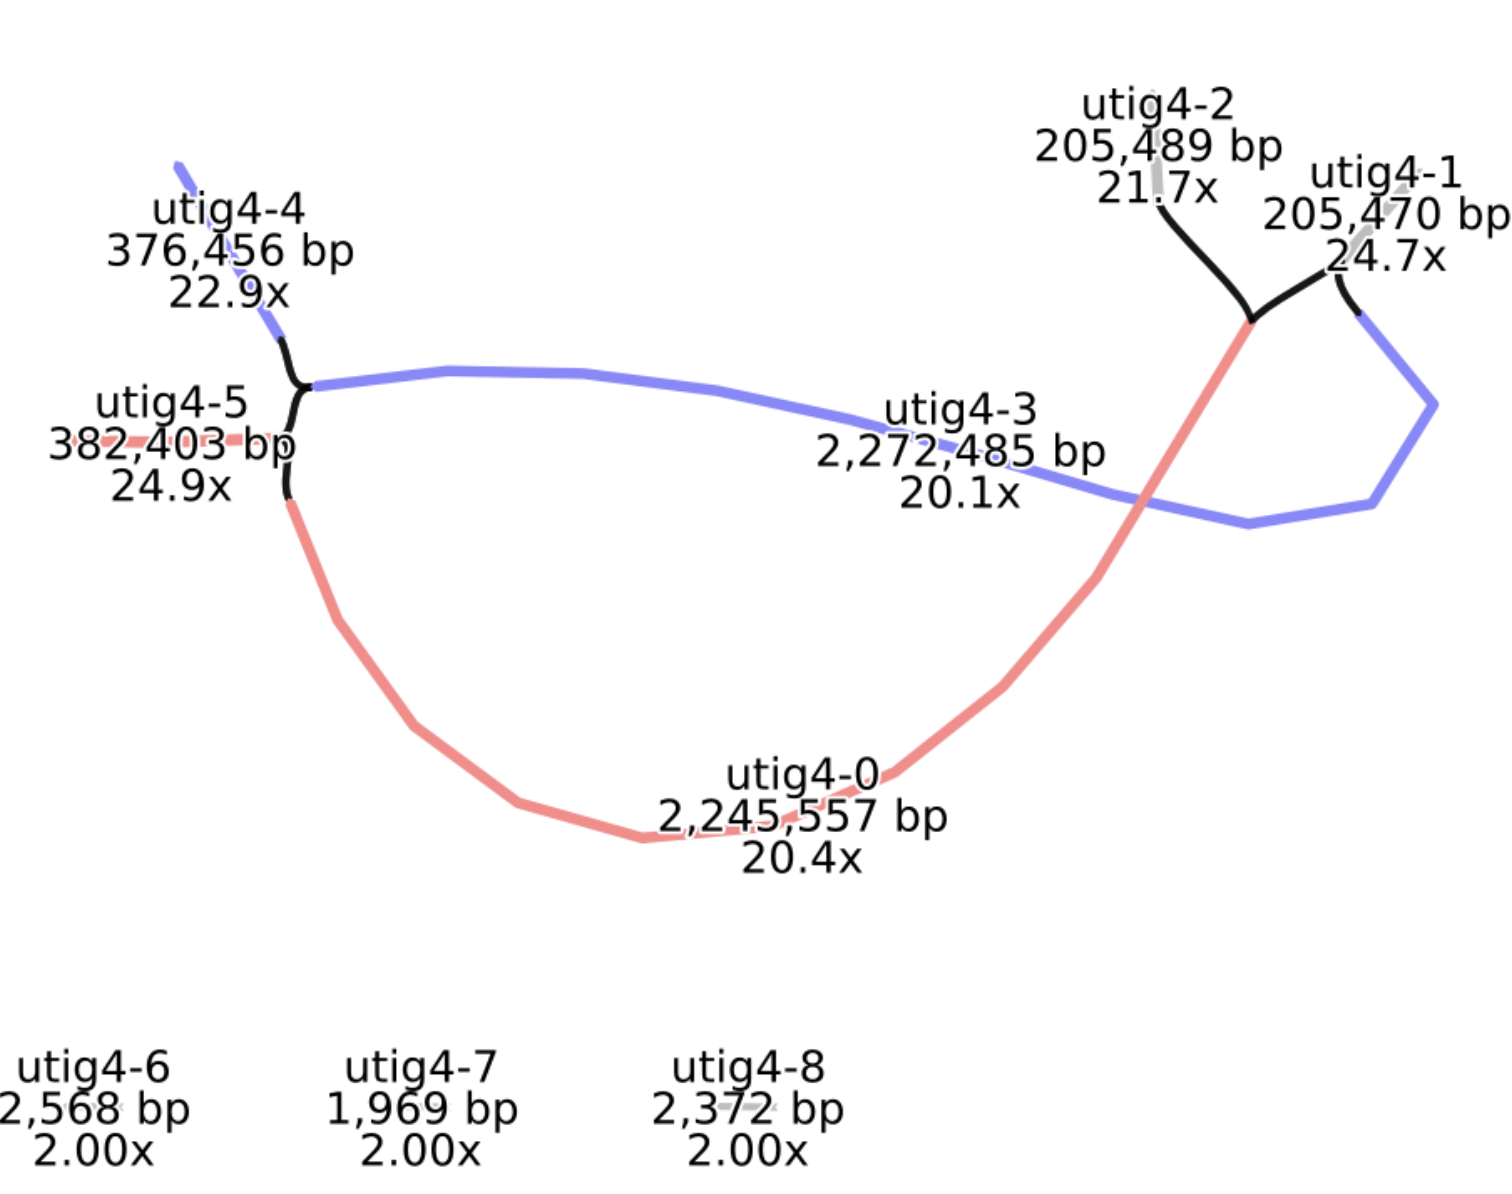 utig4-2
205,489 bp
21.7x
utig4-1
205,470 bp
24.7x
utig4-4
376,456 bp
22.9x
utig4-5
382,403 bp
24.9x
utig4-3
2,272,485 bp
20.1x
utig4-0
2,245,557 bp
20.4x
utig4-6
2,568 bp
2.00x
utig4-7
1,969 bp
2.00x
utig4-8
2,372 bp
2.00x